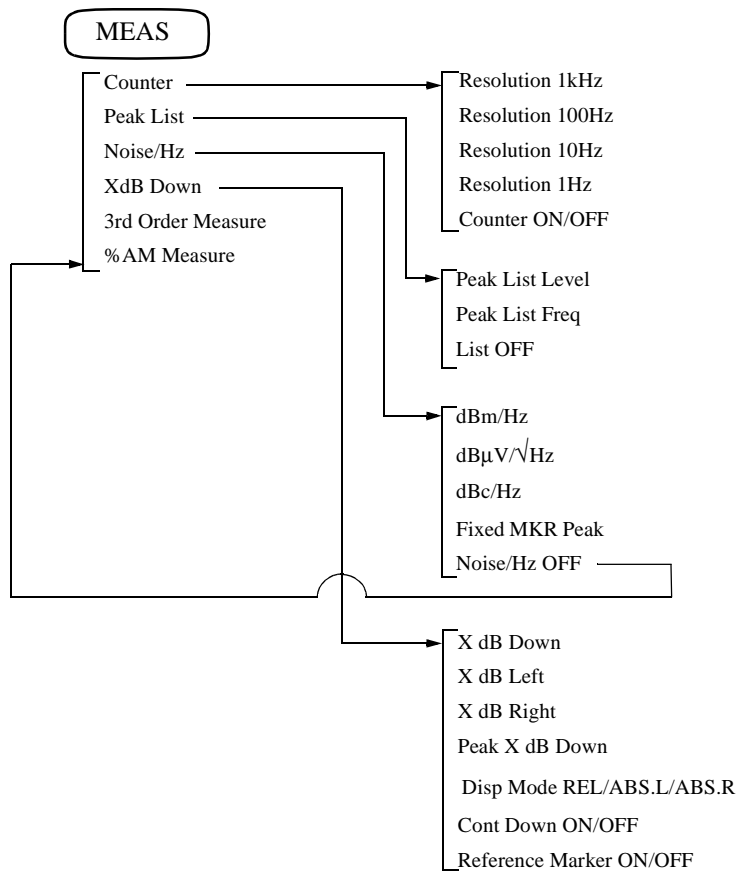 MEAS
Counter
Peak List
Noise/Hz
XdB Down
3rd Order Measure
%AM Measure
Resolution 1kHz
Resolution 100Hz
Resolution 10Hz
Resolution 1Hz
Counter ON/OFF
Peak List Level
Peak List Freq
List OFF
dBm/Hz
dBμV/√Hz
dBc/Hz
Fixed MKR Peak
Noise/Hz OFF
X dB Down
X dB Left
X dB Right
Peak X dB Down
Disp Mode REL/ABS.L/ABS.R
Cont Down ON/OFF
Reference Marker ON/OFF